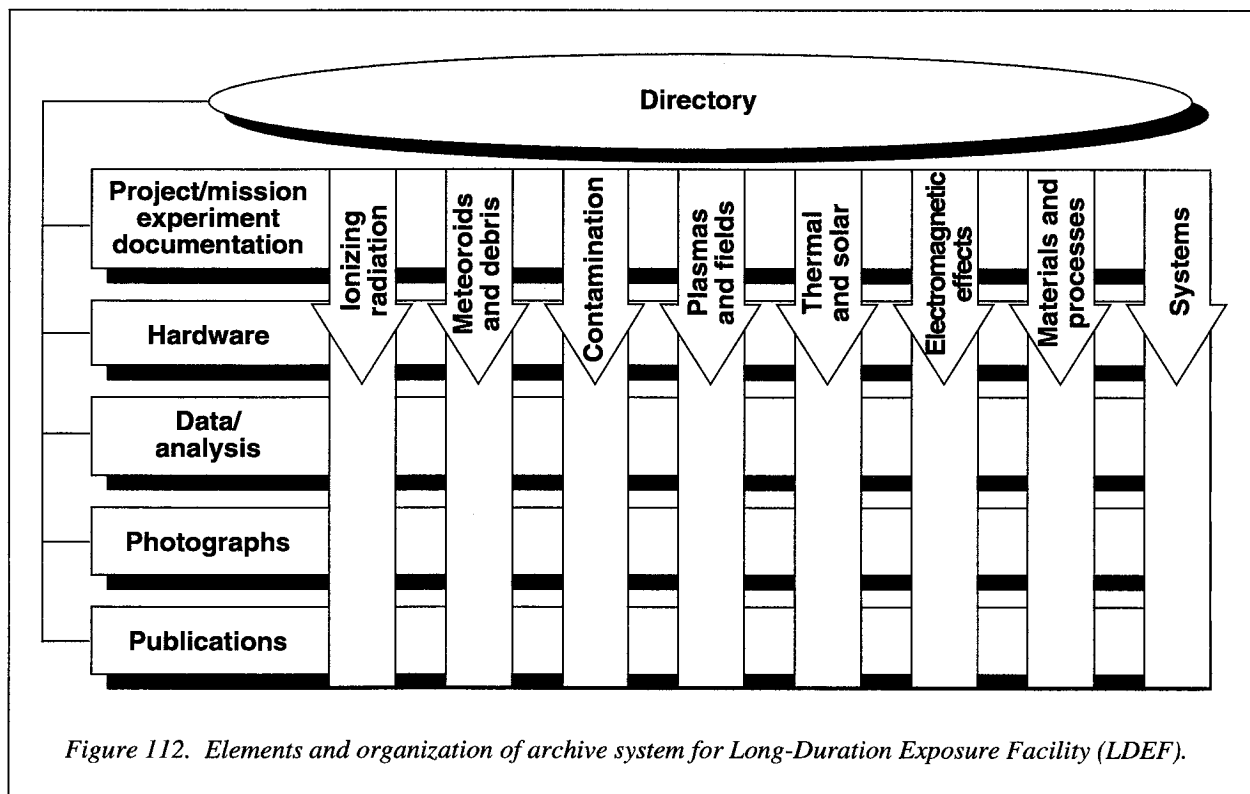 Directory
Project/mission
experiment
documentation
Hardware
Data/
analysis
Photographs
Publications
Ionizing
radiation
Meteoroids
and debris
Contamination
Plasmas
and fields
Thermal
and solar
Electromagnetic
effects
Materials and
processes
Systems
Figure 112. Elements and organization of archive system for Long-Duration Exposure Facility (LDEF).